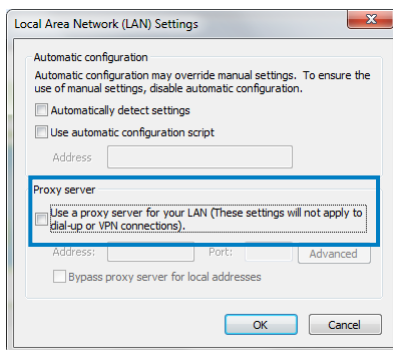 Local Area Network (LAN) Settings
Automatic configuration
Automatic configuration may override manual settings. To ensure the
use of manual settings, disable automatic configuration.
Automatically detect settings
Use automatic configuration script
Address
Proxy server
Use a proxy server for your LAN (These settings will not apply to
dial-up or VPN connections).
Address:
Port:
Advanced
Bypass proxy server for local addresses
OK
Cancel